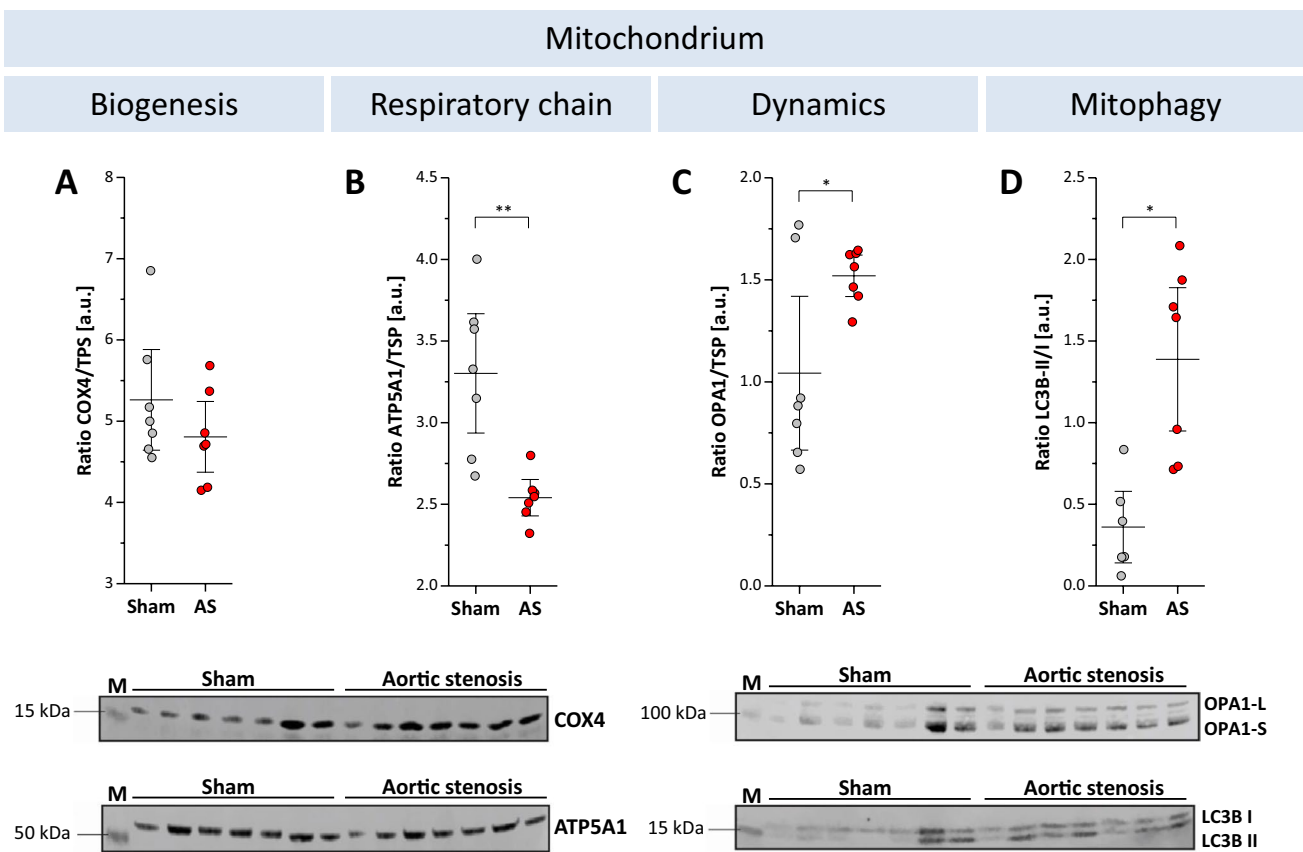 Mitochondrium
Biogenesis
Respiratory chain
Dynamics
Mitophagy
A
8
7
6
5
4
3
Ratio COX4/TPS [a.u.]
Sham
AS
B
4.5
4.0
3.5
3.0
2.5
2.0
Ratio ATP5A1/TSP [a.u.]
**
Sham
AS
C
2.0
1.5
1.0
0.5
0.0
Ratio OPA1/TSP [a.u.]
*
Sham
AS
D
2.5
2.0
1.5
1.0
0.5
0.0
Ratio LC3B-II/I [a.u.]
*
Sham
AS
M
Sham
Aortic stenosis
15 kDa
COX4
M
Sham
Aortic stenosis
100 kDa
OPA1-L
OPA1-S
M
Sham
Aortic stenosis
50 kDa
ATP5A1
M
Sham
Aortic stenosis
15 kDa
LC3B I
LC3B II